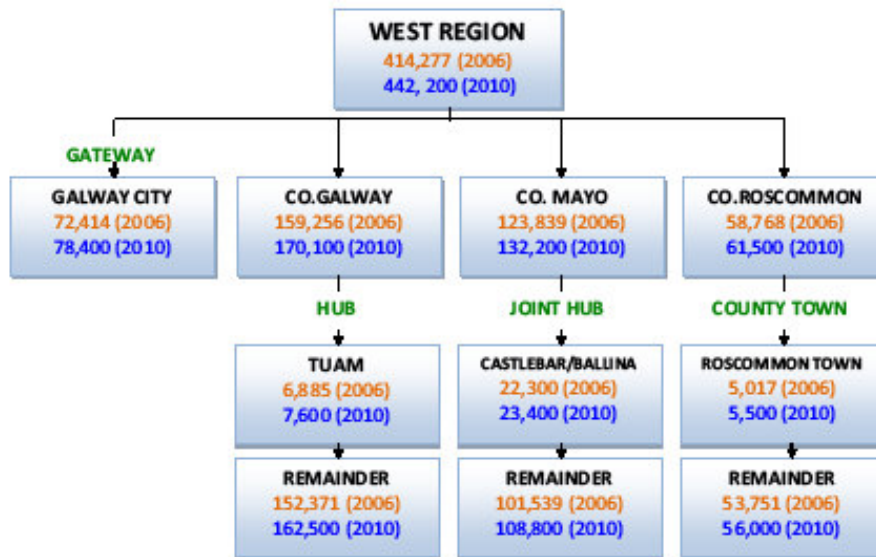 WEST REGION
414,277 (2006)
442, 200 (2010)
GATEWAY
GALWAY CITY
72,414 (2006)
78,400 (2010)
CO.GALWAY
159,256 (2006)
170,100 (2010)
CO. MAYO
123,839 (2006)
132,200 (2010)
CO.ROSCOMMON
58,768 (2006)
61,500 (2010)
HUB
JOINT HUB
COUNTY TOWN
TUAM
6,885 (2006)
7,600 (2010)
CASTLEBAR/BALLINA
22,300 (2006)
23,400 (2010)
ROSCOMMON TOWN
5,017 (2006)
5,500 (2010)
REMAINDER
152,371 (2006)
162,500 (2010)
REMAINDER
101,539 (2006)
108,800 (2010)
REMAINDER
53,751 (2006)
56,000 (2010)